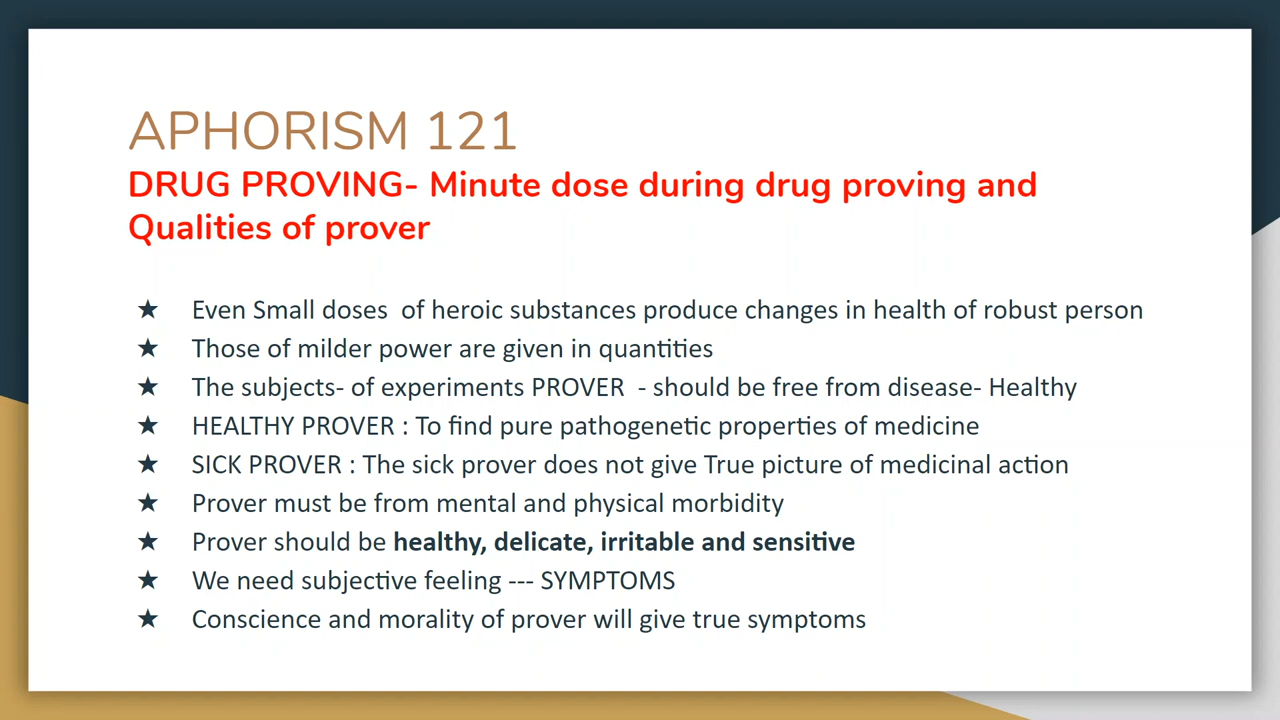 APHORISM 121
DRUG PROVING- Minute dose during drug proving and
Qualities of prover
★ Even Small doses of heroic substances produce changes in health of robust person
★ Those of milder power are given in quantities
★ The subjects- of experiments PROVER - should be free from disease- Healthy
★ HEALTHY PROVER : To find pure pathogenetic properties of medicine
★ SICK PROVER : The sick prover does not give True picture of medicinal action
★ Prover must be from mental and physical morbidity
★ Prover should be healthy, delicate, irritable and sensitive
★ We need subjective feeling --- SYMPTOMS
★ Conscience and morality of prover will give true symptoms